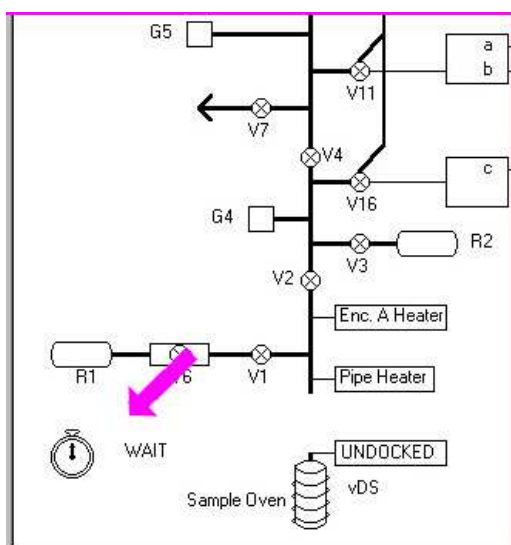 G5
a
b
V11
V7
V4
c
V16
G4
R2
V3
V2
Enc. A Heater
R1
V6
V1
Pipe Heater
WAIT
UNDOCKED
vDS
Sample Oven